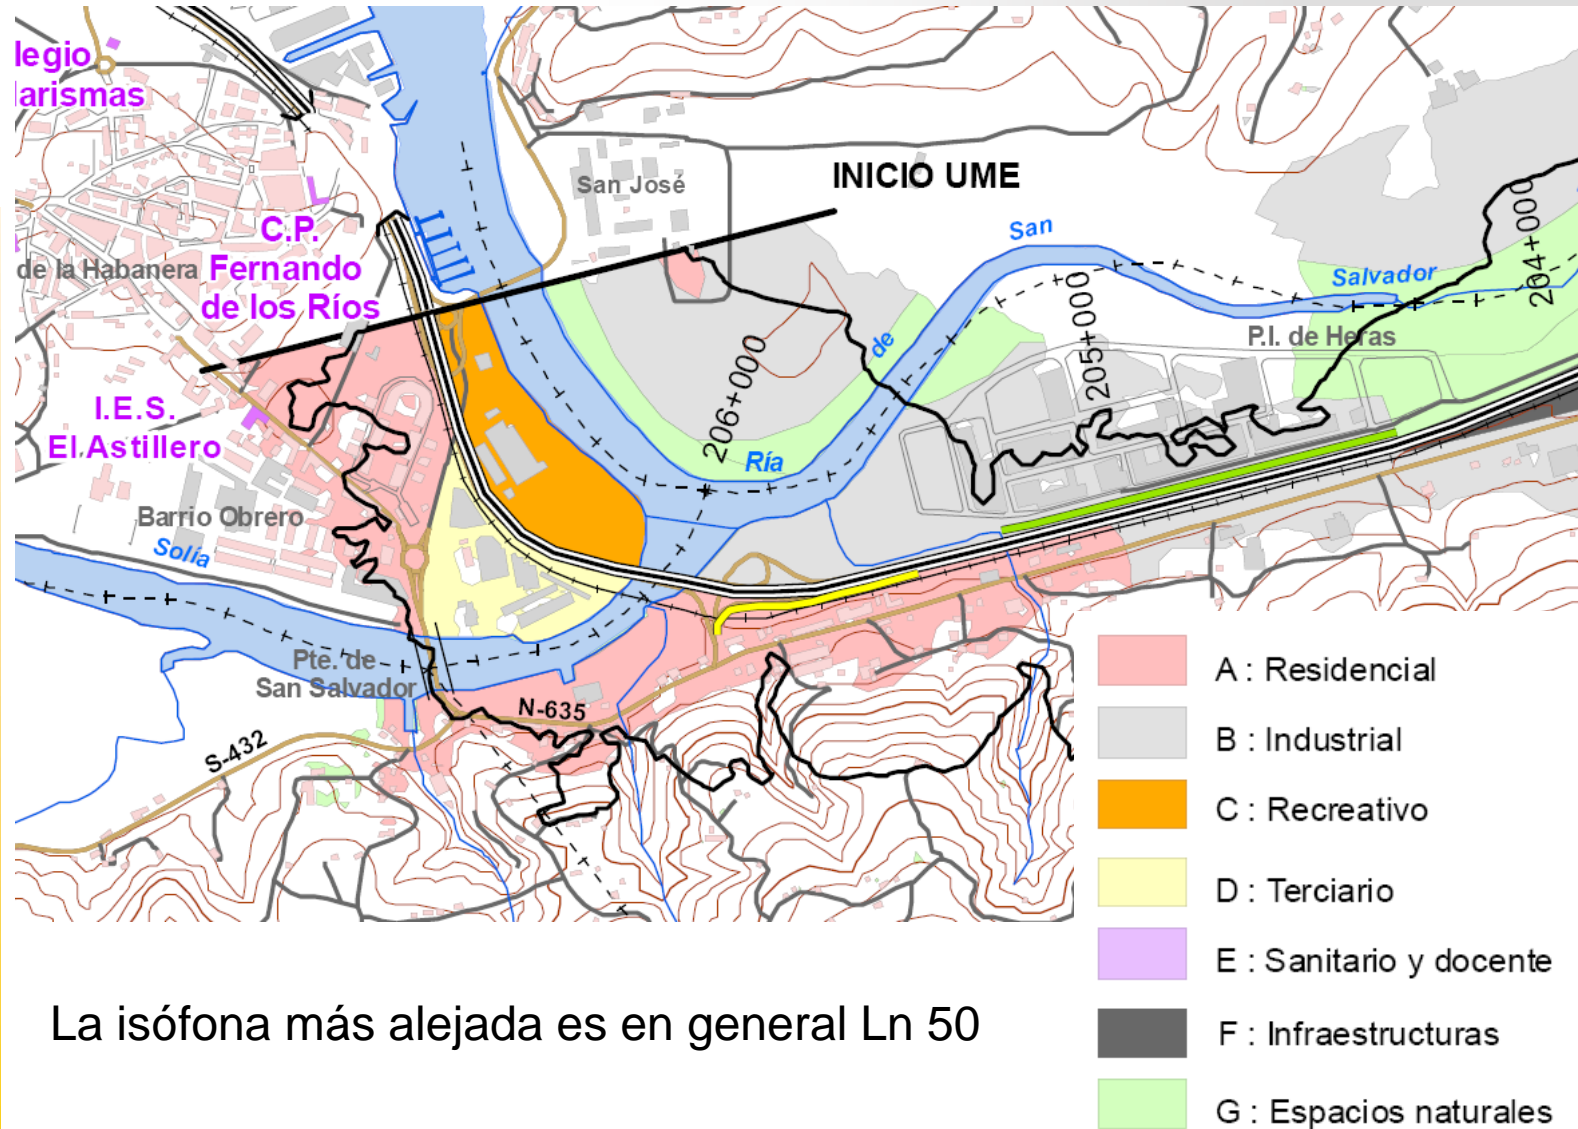 legio
arismas
San José
INICIO UME
C.P.
Fernando
de los Ríos
de la Habanera
San
Salvador
204+000
205+000
206+000
de
P.I. de Heras
I.E.S.
El Astillero
Ría
Barrio Obrero
Solía
Pte. de
San Salvador
N-635
S-432
A : Residencial
B : Industrial
C : Recreativo
D : Terciario
E : Sanitario y docente
F : Infraestructuras
G : Espacios naturales
La isófona más alejada es en general Ln 50